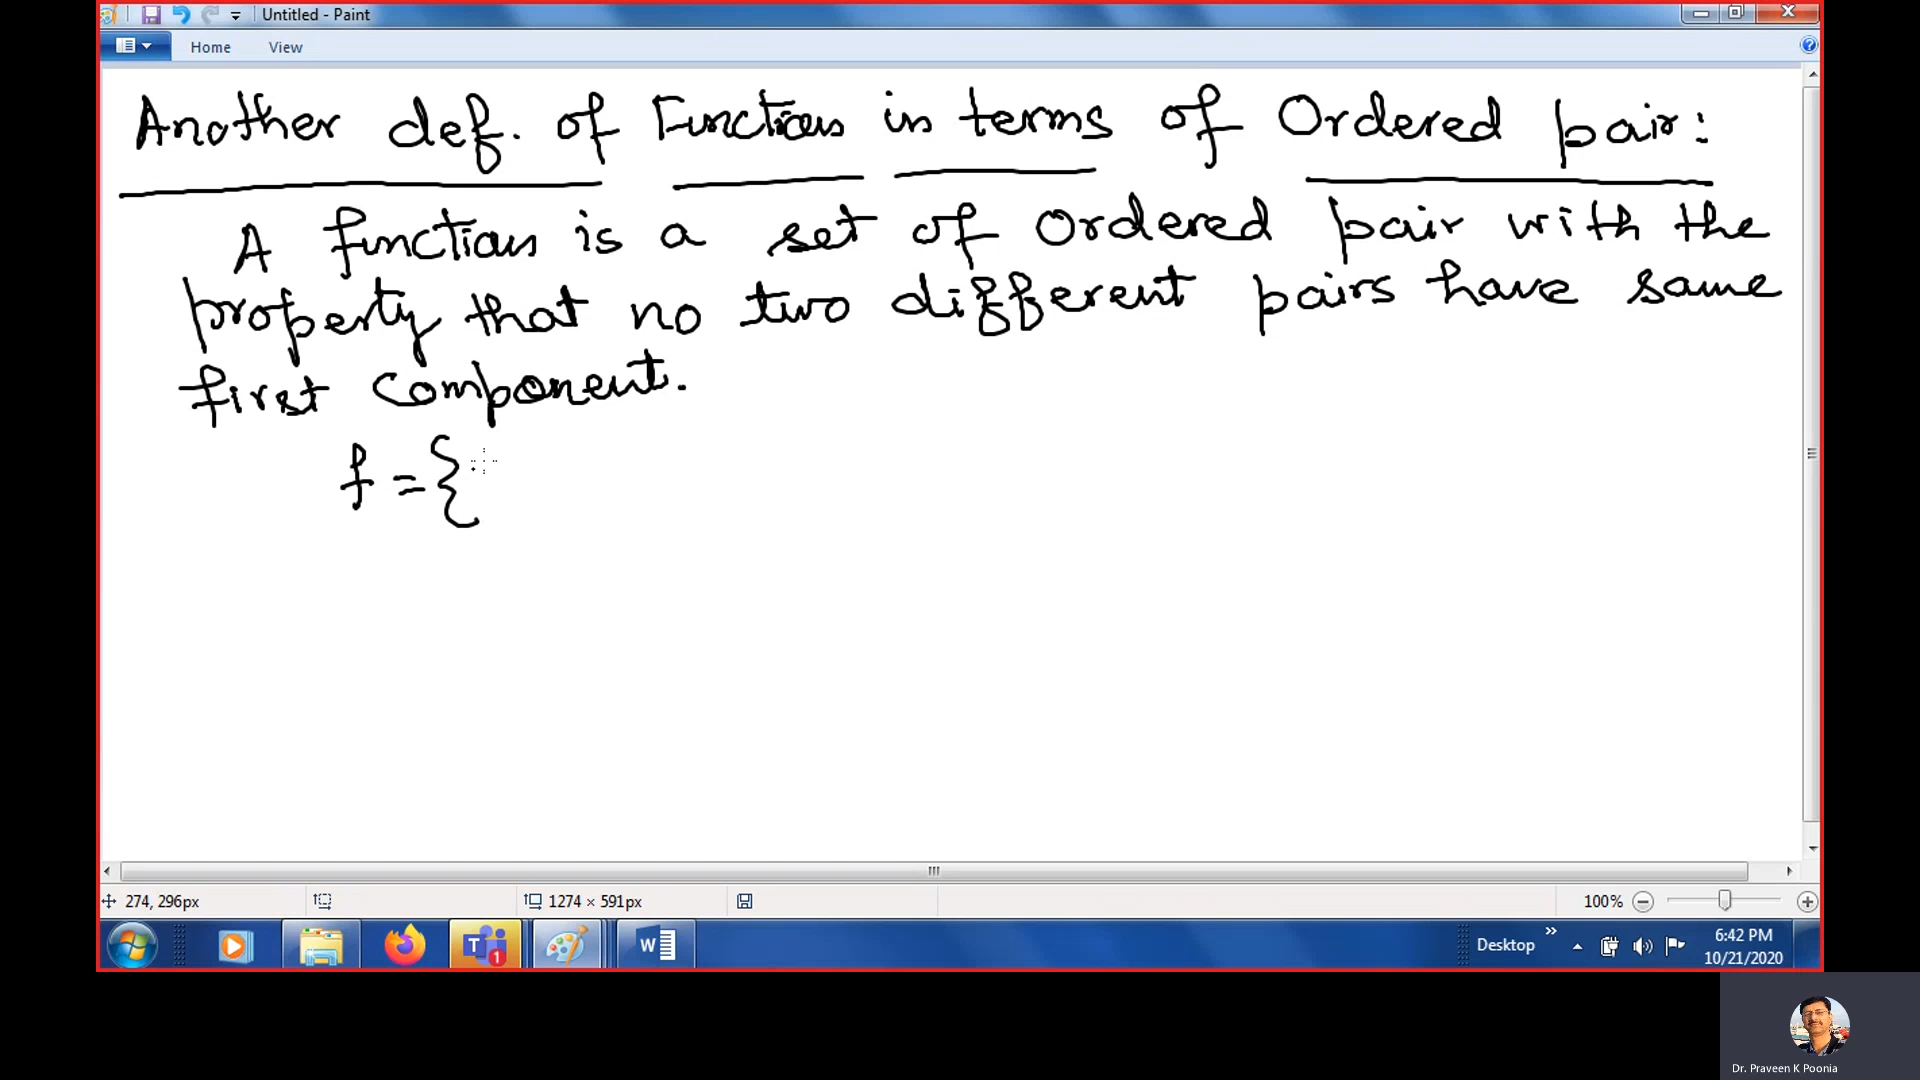 Untitled - Paint
Home View
Another def. of Function in terms of Ordered pair:
A function is a set of Ordered pair with the
property that no two different pairs have same
first component.
f = {
274, 296px
1274 × 591px
100%
Desktop
6:42 PM
10/21/2020
Dr. Praveen K Poonia